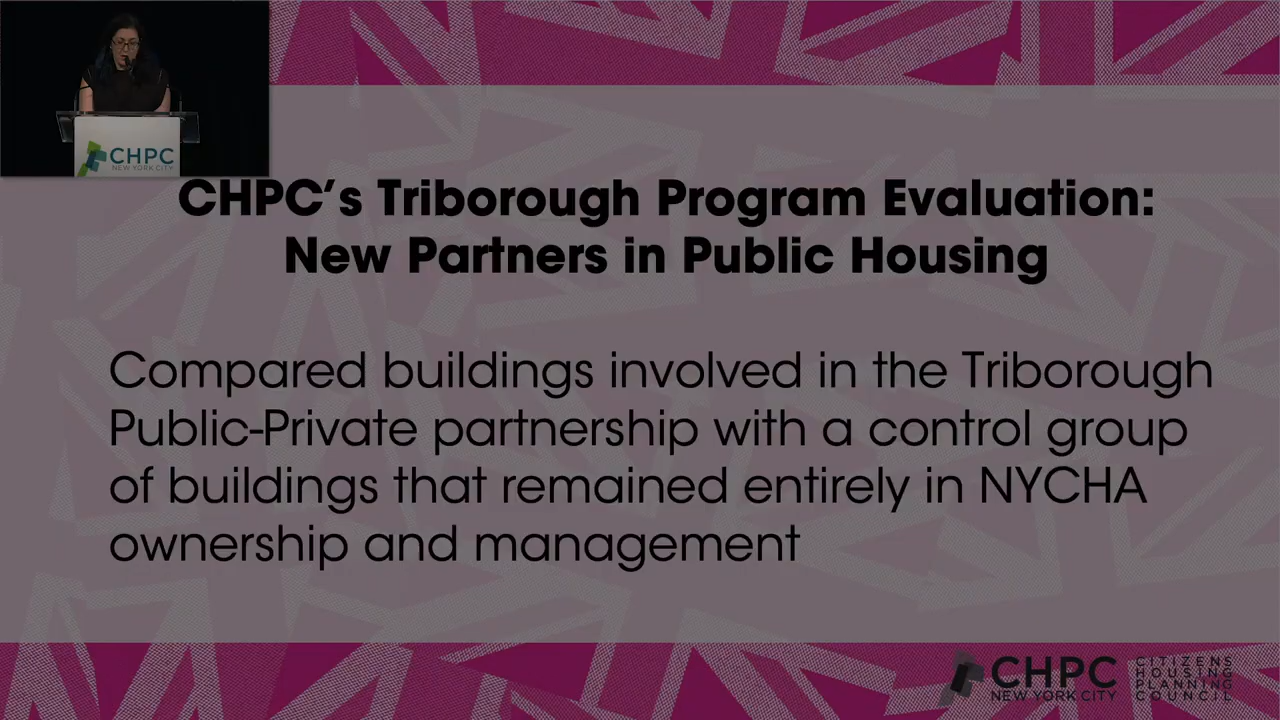 CHPC
NEW YORK CITY
CHPC's Triborough Program Evaluation:
New Partners in Public Housing
Compared buildings involved in the Triborough
Public-Private partnership with a control group
of buildings that remained entirely in NYCHA
ownership and management
CHPC
NEW YORK CITY
CITIZENS
HOUSING
PLANNING
COUNCIL